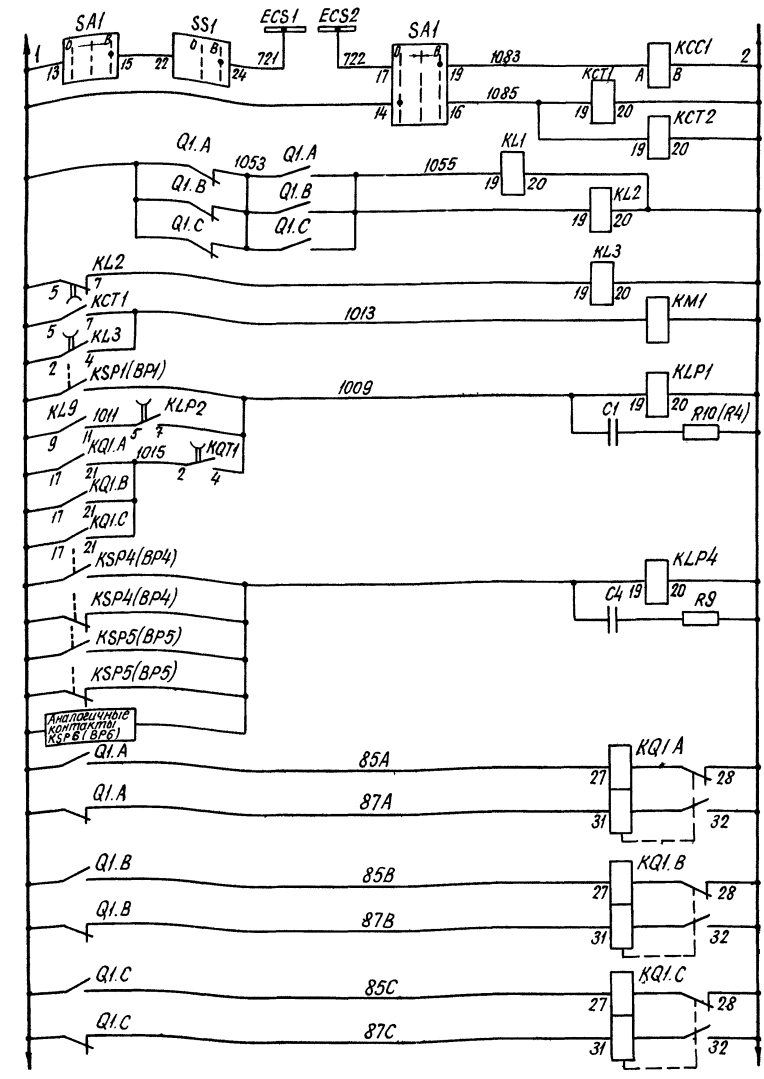 SA1 SS1 ECS1 ECS2 SA1
1 O B O B 721 722 O B 1083 KCC1 2
13 15 22 24 17 19 A B
14 16 1085 KCT1 19 20
KCT2 19 20
Q1.A 1053 Q1.A 1055 KL1 19 20
Q1.B Q1.B KL2 19 20
Q1.C Q1.C
KL2 5 7 KL3 19 20
KCT1 5 7 1013 KM1
KL3 2 4
KSP1(BP1) 1009 KLP1 19 20
C1 R10(R4)
KL9 9 11 1011 KLP2 5 7
KQ1.A 17 21 1015 KQT1 2 4
KQ1.B 17 21
KQ1.C 17 21
KSP4(BP4) KLP4 19 20
C4 R9
KSP4(BP4)
KSP5(BP5)
KSP5(BP5)
Аналогичные
контакты
KSP6(BP6)
Q1.A 85A 27 KQ1.A 28
Q1.A 87A 31 32
Q1.B 85B 27 KQ1.B 28
Q1.B 87B 31 32
Q1.C 85C 27 KQ1.C 28
Q1.C 87C 31 32